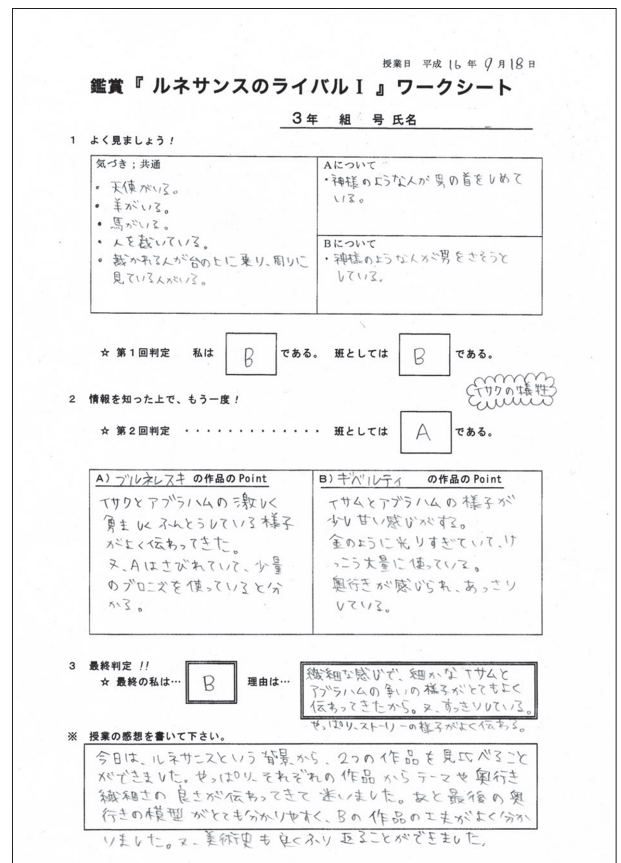 授業日 平成 16 年 9 月 18 日
鑑賞『 ルネサンスのライバルⅠ 』ワークシート
3年 組 号 氏名
1 よく見ましょう！
気づき；共通
・ 天使がいる。
・ 羊がいる。
・ 馬がいる。
・ 人を裁いている。
・ 裁かれる人が台の上に乗り、周りに
見ている人がいる。
Aについて
・神様のような人が男の首をしめて
いる。
Bについて
・神様のような人が男をさそうと
している。
☆ 第1回判定 私は B である。 班としては B である。
イサクの犠牲
2 情報を知った上で、もう一度！
☆ 第2回判定 ・・・・・・・・・・・・・ 班としては A である。
A）ブルネレスキ の作品のPoint
イサクとアブラハムの激しく
勇ましくふんとうしている様子
がよく伝わってきた。
又、Aはさびれていて、少量
のブロンズを使っていると分
かる。
B）ギベルティ の作品のPoint
イサムとアブラハムの様子が
少し甘い感じがする。
金のように光りすぎていて、け
っこう大量に使っている。
奥行きが感じられ、あっさり
している。
3 最終判定 !!
☆ 最終の私は… B 理由は…
繊細な感じで、細かなイサムと
アブラハムの争いの様子がとてもよく
伝わってきたから。又、すっきりしている。
やっぱり、ストーリーの様子がよく伝わる。
※ 授業の感想を書いて下さい。
今日は、ルネサンスという背景から、2つの作品を見比べること
ができました。やっぱり、それぞれの作品からテーマや奥行き
繊細さの良さが伝わってきて迷いました。あと最後の奥
行きの模型がとても分かりやすく、Bの作品の工夫がよく分か
りました。又、美術史も良くふり返ることができました。